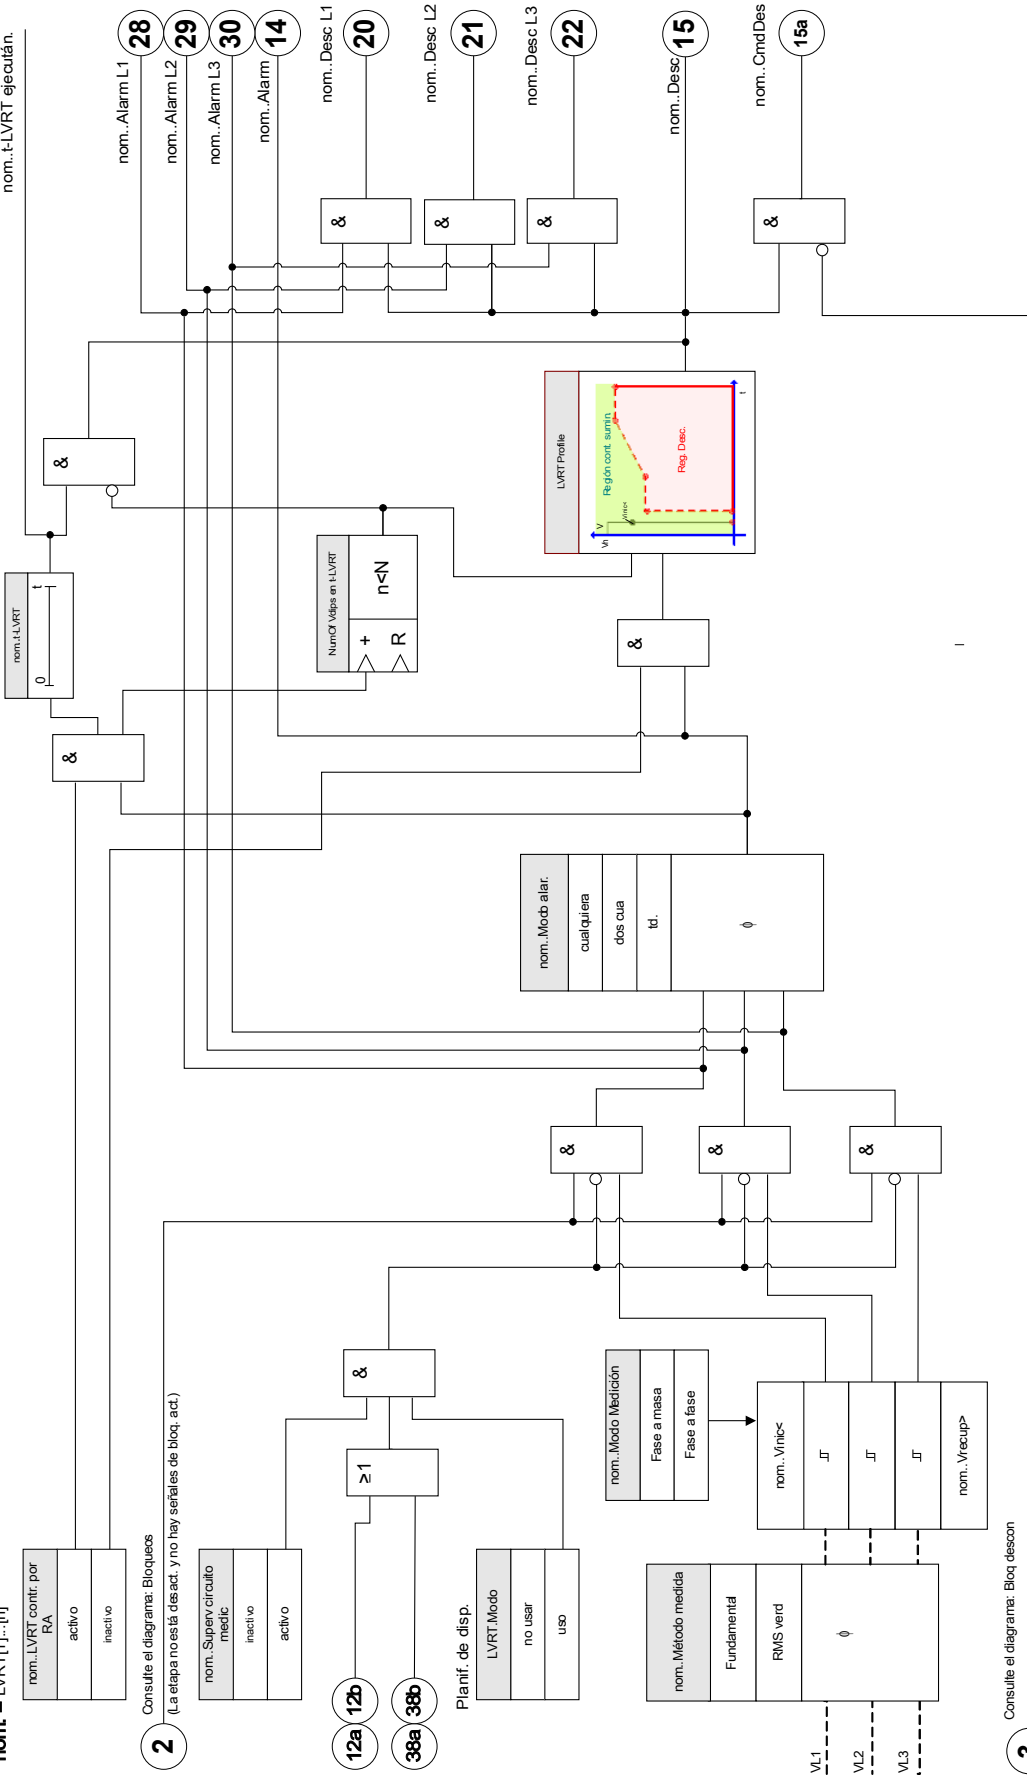 nom. = LVRT[1]...[n]
nom..LVRT contr. por
RA
activo
inactivo
2
Consulte el diagrama: Bloqueos
(La etapa no está desact. y no hay señales de bloq. act.)
nom..Superv circuito
medic
inactivo
activo
12a
12b
38a
38b
≥1
&
Planif. de disp.
LVRT.Modo
no usar
uso
nom..Método medida
Fundamental
RMS verd
ϕ
VL1
VL2
VL3
nom..Modo Medición
Fase a masa
Fase a fase
nom..Vinic<
nom..Vrecup>
&
&
&
nom..Modo alar.
cualquiera
dos cua
td.
ϕ
&
nom..t-LVRT
0
t
NumOf Vdips en t-LVRT
+
R
n<N
&
&
LVRT Profile
Región cont. sumin.
Reg. Desc.
Vinic<
V
Vn
t
&
&
&
&
nom..t-LVRT ejecután.
nom..Alarm L1
28
nom..Alarm L2
29
nom..Alarm L3
30
nom..Alarm
14
nom..Desc L1
20
nom..Desc L2
21
nom..Desc L3
22
nom..Desc
15
nom..CmdDes
15a
Consulte el diagrama: Bloq descon